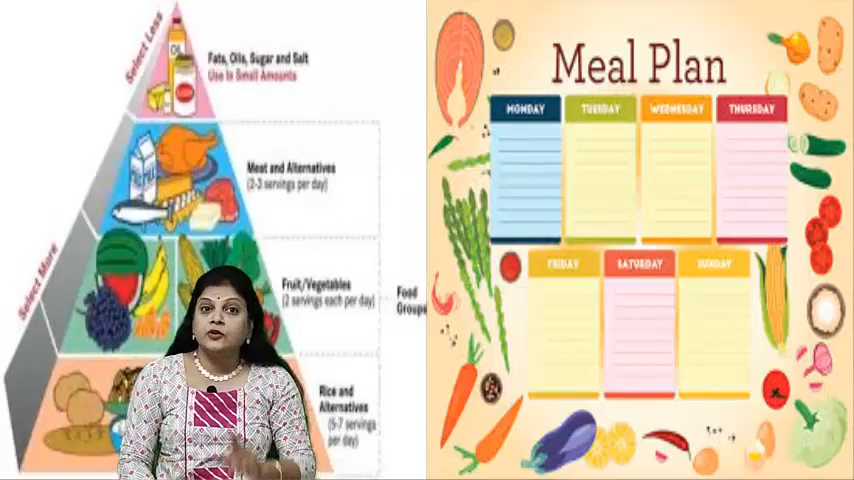 Select Less
OIL
Fats, Oils, Sugar and Salt
Use In Small Amounts
Meat and Alternatives
(2-3 servings per day)
Select More
Fruit/Vegetables
(2 servings each per day)
Food
Groups
Rice and
Alternatives
(5-7 servings
per day)
Meal Plan
MONDAY
TUESDAY
WEDNESDAY
THURSDAY
FRIDAY
SATURDAY
SUNDAY